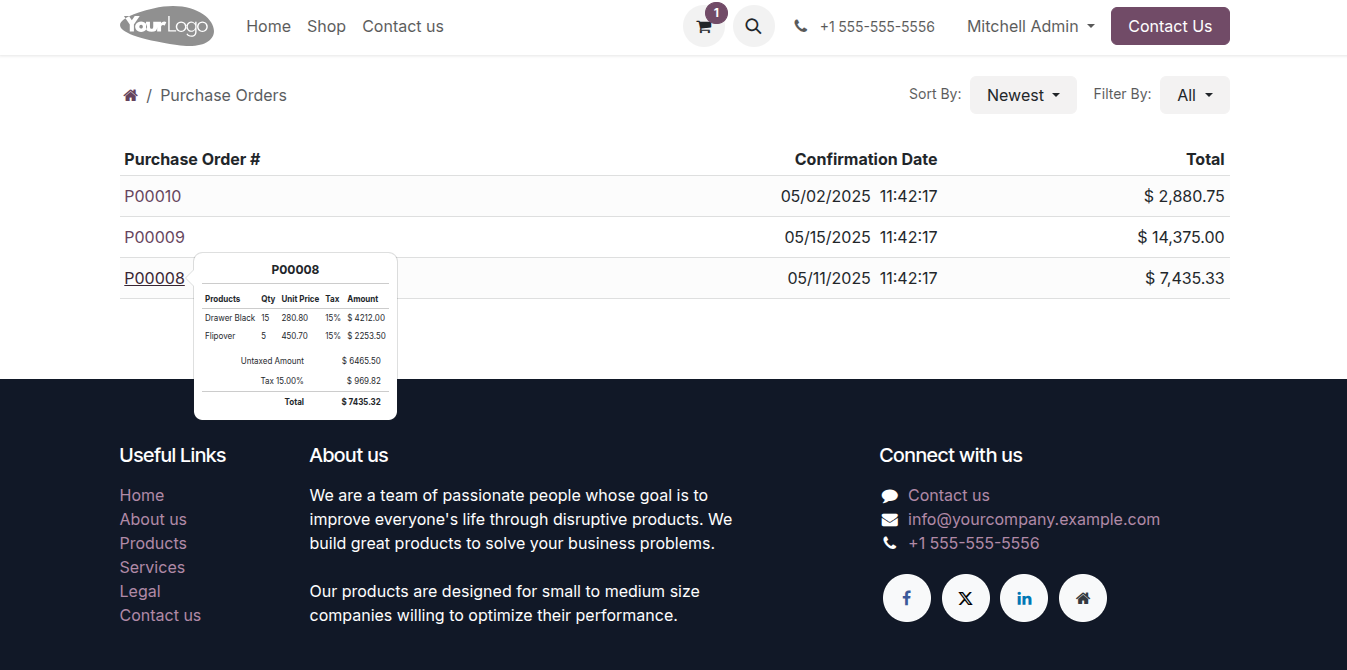 YourLogo Home Shop Contact us 1 +1 555-555-5556 Mitchell Admin Contact Us
/ Purchase Orders Sort By: Newest Filter By: All
Purchase Order # Confirmation Date Total
P00010 05/02/2025 11:42:17 $ 2,880.75
P00009 05/15/2025 11:42:17 $ 14,375.00
P00008 05/11/2025 11:42:17 $ 7,435.33
P00008
Products Qty Unit Price Tax Amount
Drawer Black 15 280.80 15% $ 4212.00
Flipover 5 450.70 15% $ 2253.50
Untaxed Amount $ 6465.50
Tax 15.00% $ 969.82
Total $ 7435.32
Useful Links
Home
About us
Products
Services
Legal
Contact us
About us
We are a team of passionate people whose goal is to
improve everyone's life through disruptive products. We
build great products to solve your business problems.
Our products are designed for small to medium size
companies willing to optimize their performance.
Connect with us
Contact us
info@yourcompany.example.com
+1 555-555-5556